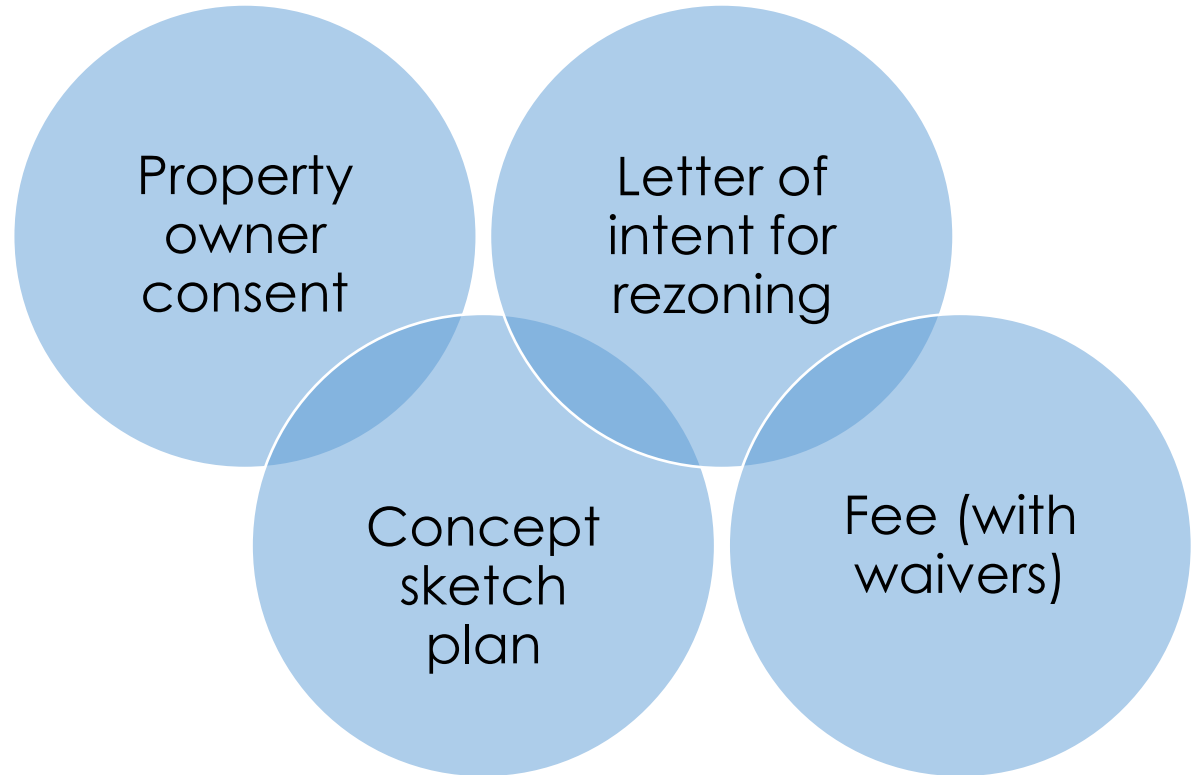 Property
owner
consent
Letter of
intent for
rezoning
Concept
sketch
plan
Fee (with
waivers)